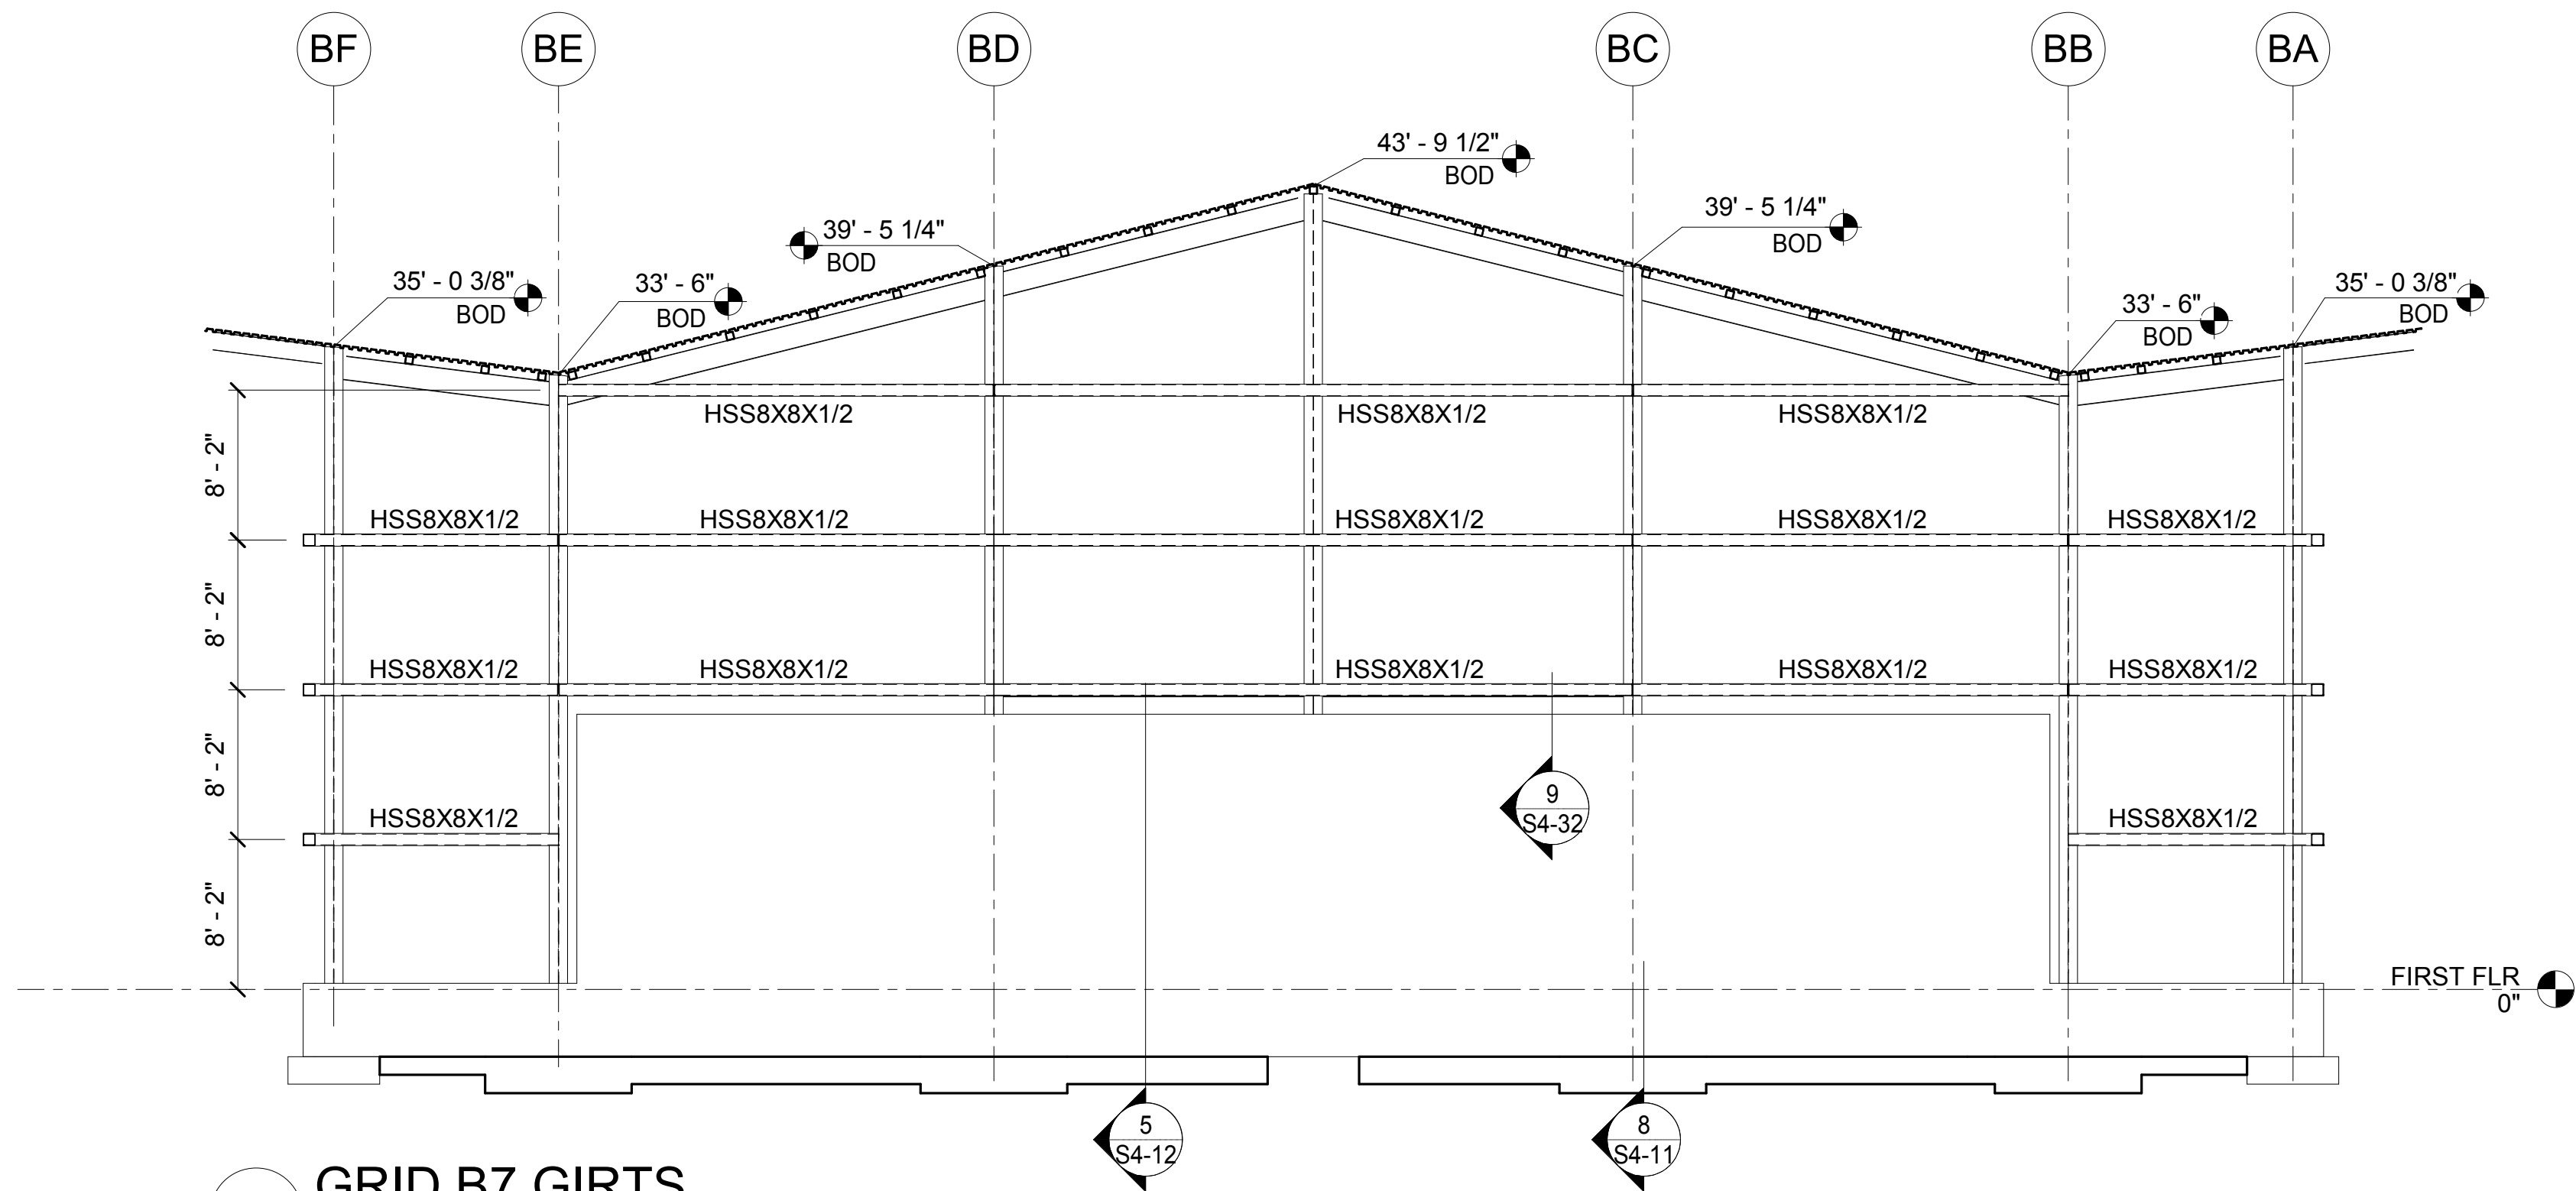 BF BE BD BC BB BA
43' - 9 1/2"
BOD
39' - 5 1/4"
BOD
39' - 5 1/4"
BOD
35' - 0 3/8"
BOD
33' - 6"
BOD
33' - 6"
BOD
35' - 0 3/8"
BOD
HSS8X8X1/2 HSS8X8X1/2 HSS8X8X1/2
8' - 2"
HSS8X8X1/2 HSS8X8X1/2 HSS8X8X1/2 HSS8X8X1/2 HSS8X8X1/2
8' - 2"
HSS8X8X1/2 HSS8X8X1/2 HSS8X8X1/2 HSS8X8X1/2 HSS8X8X1/2
8' - 2"
9
S4-32
HSS8X8X1/2 HSS8X8X1/2
8' - 2"
FIRST FLR
0"
5
S4-12
8
S4-11
GRID B7 GIRTS